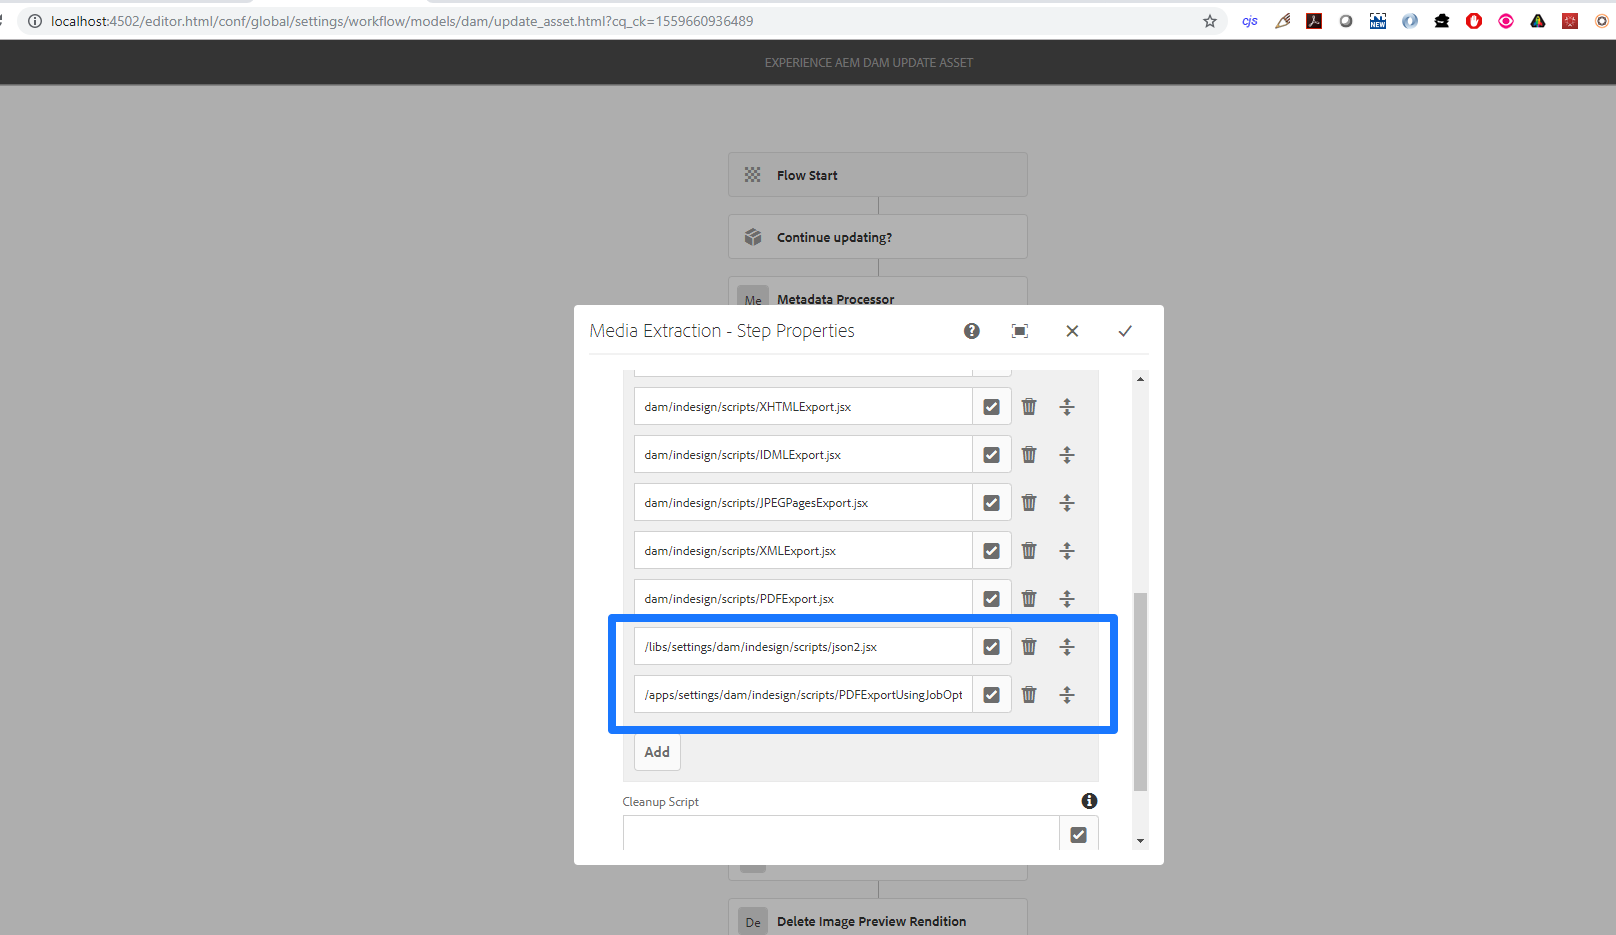 localhost:4502/editor.html/conf/global/settings/workflow/models/dam/update_asset.html?cq_ck=1559660936489
cjs
NEW
EXPERIENCE AEM DAM UPDATE ASSET
Flow Start
Continue updating?
Me Metadata Processor
Media Extraction - Step Properties
dam/indesign/scripts/XHTMLExport.jsx
dam/indesign/scripts/IDMLExport.jsx
dam/indesign/scripts/JPEGPagesExport.jsx
dam/indesign/scripts/XMLExport.jsx
dam/indesign/scripts/PDFExport.jsx
/libs/settings/dam/indesign/scripts/json2.jsx
/apps/settings/dam/indesign/scripts/PDFExportUsingJobOpt
Add
Cleanup Script
De Delete Image Preview Rendition